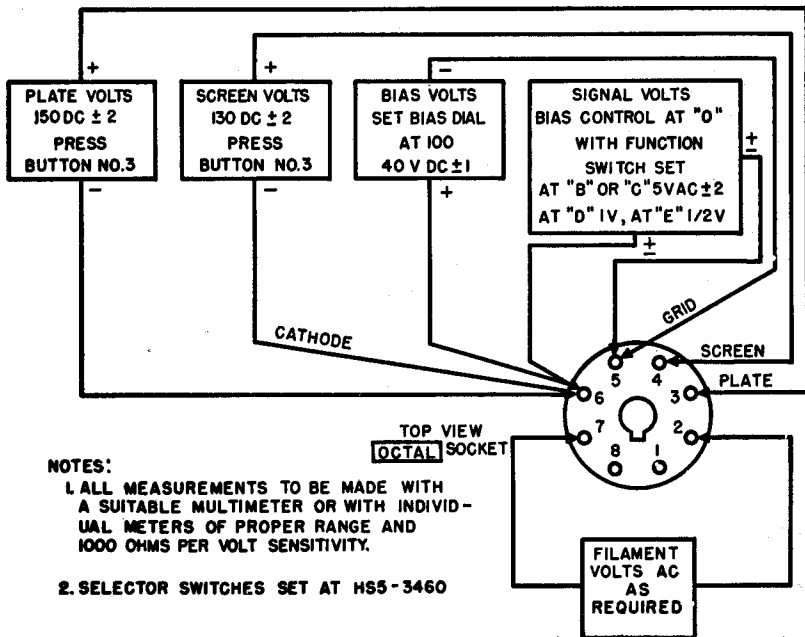 +
PLATE VOLTS
150 DC ± 2
PRESS
BUTTON NO.3
−
+
SCREEN VOLTS
130 DC ± 2
PRESS
BUTTON NO.3
−
−
BIAS VOLTS
SET BIAS DIAL
AT 100
40 V DC ± 1
+
SIGNAL VOLTS
BIAS CONTROL AT "O"
WITH FUNCTION
SWITCH SET
AT "B" OR "C" 5VAC ± 2
AT "D" 1V, AT "E" 1/2 V
±
±
CATHODE
GRID
SCREEN
PLATE
5
4
6
3
7
2
8
1
TOP VIEW
OCTAL SOCKET
NOTES:
1. ALL MEASUREMENTS TO BE MADE WITH
A SUITABLE MULTIMETER OR WITH INDIVID-
UAL METERS OF PROPER RANGE AND
1000 OHMS PER VOLT SENSITIVITY.
2. SELECTOR SWITCHES SET AT HS5-3460
FILAMENT
VOLTS AC
AS
REQUIRED